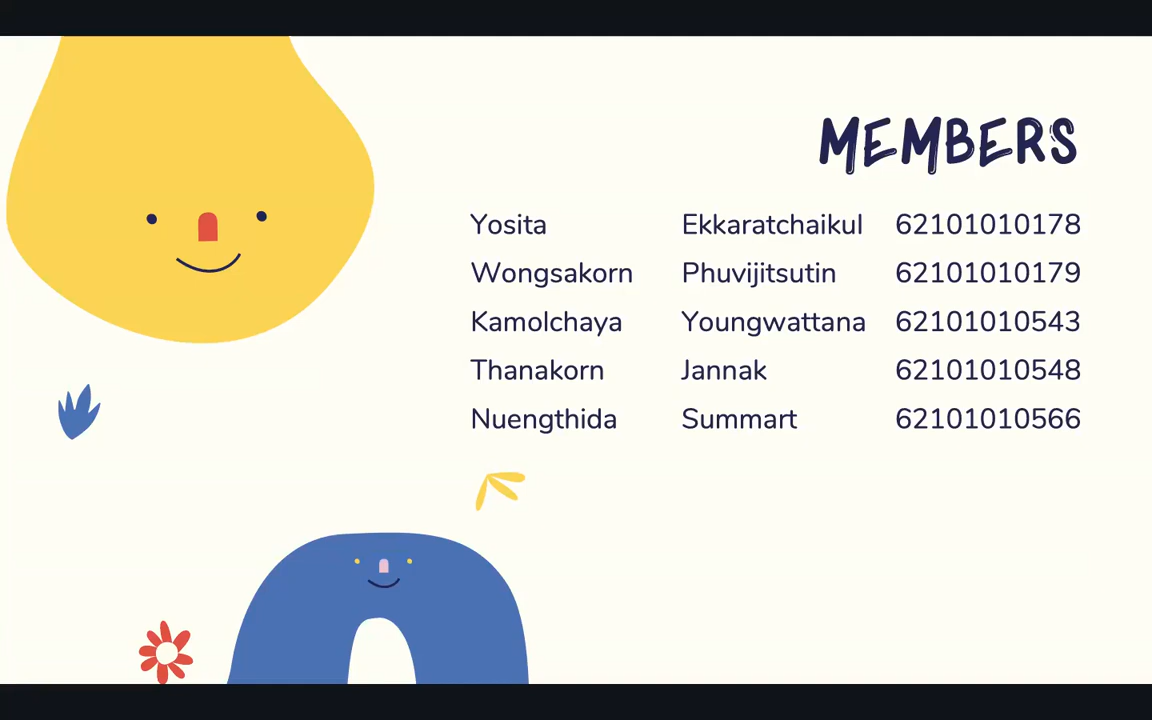 MEMBERS
Yosita Ekkaratchaikul 62101010178
Wongsakorn Phuvijitsutin 62101010179
Kamolchaya Youngwattana 62101010543
Thanakorn Jannak 62101010548
Nuengthida Summart 62101010566